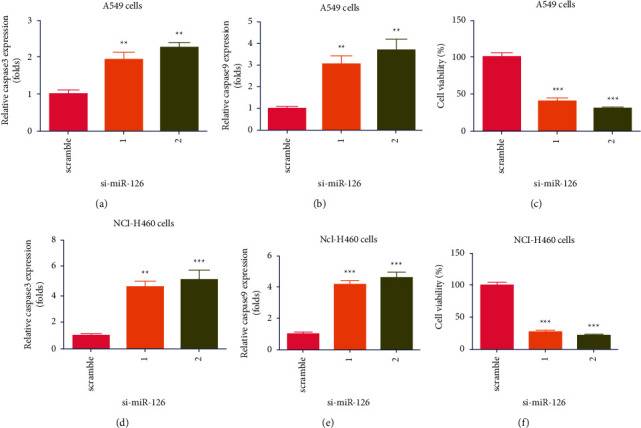 A549 cells
Relative caspase3 expression
(folds)
3
2
1
0
**
**
scramble
1
2
si-miR-126
(a)
A549 cells
Relative caspase9 expression
(folds)
5
4
3
2
1
0
**
**
scramble
1
2
si-miR-126
(b)
A549 cells
Cell viability (%)
150
100
50
0
***
***
scramble
1
2
si-miR-126
(c)
NCI-H460 cells
Relative caspase3 expression
(folds)
8
6
4
2
0
**
***
scramble
1
2
si-miR-126
(d)
Ncl-H460 cells
Relative caspase9 expression
(folds)
6
4
2
0
***
***
scramble
1
2
si-miR-126
(e)
NCI-H460 cells
Cell viability (%)
150
100
50
0
***
***
scramble
1
2
si-miR-126
(f)